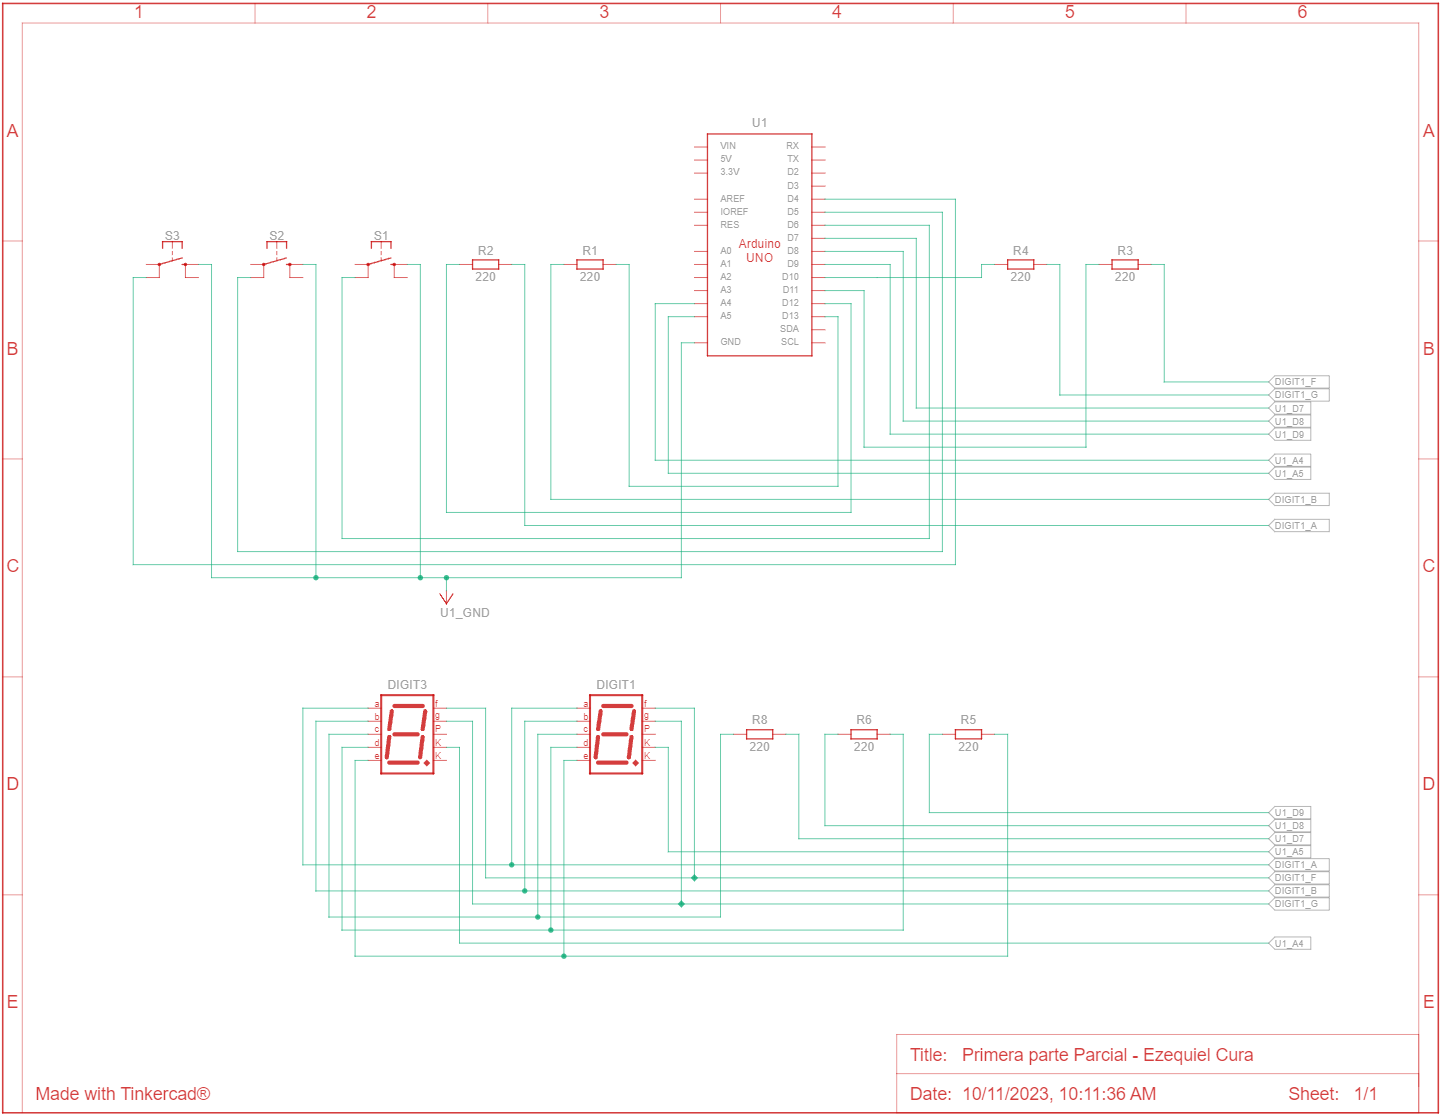 1 2 3 4 5 6
A A
U1
VIN RX
5V TX
3.3V D2
D3
AREF D4
IOREF D5
RES D6
D7
A0 D8
A1 D9
A2 D10
A3 D11
A4 D12
A5 D13
SDA
GND SCL
Arduino
UNO
S3 S2 S1
R2 R1 R4 R3
220 220 220 220
B B
DIGIT1_F
DIGIT1_G
U1_D7
U1_D8
U1_D9
U1_A4
U1_A5
DIGIT1_B
DIGIT1_A
C C
U1_GND
DIGIT3 DIGIT1
a f a f
b g b g
c P c P
d K d K
e K e K
R8 R6 R5
220 220 220
D D
U1_D9
U1_D8
U1_D7
U1_A5
DIGIT1_A
DIGIT1_F
DIGIT1_B
DIGIT1_G
U1_A4
E E
Title: Primera parte Parcial - Ezequiel Cura
Made with Tinkercad®
Date: 10/11/2023, 10:11:36 AM Sheet: 1/1